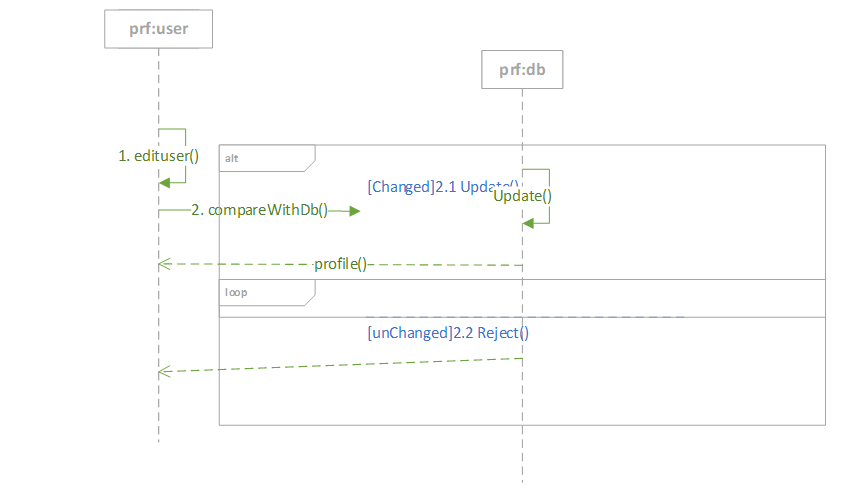 prf:user
prf:db
1. edituser()
alt
[Changed]2.1 Update()
Update()
2. compareWithDb()
profile()
loop
[unChanged]2.2 Reject()